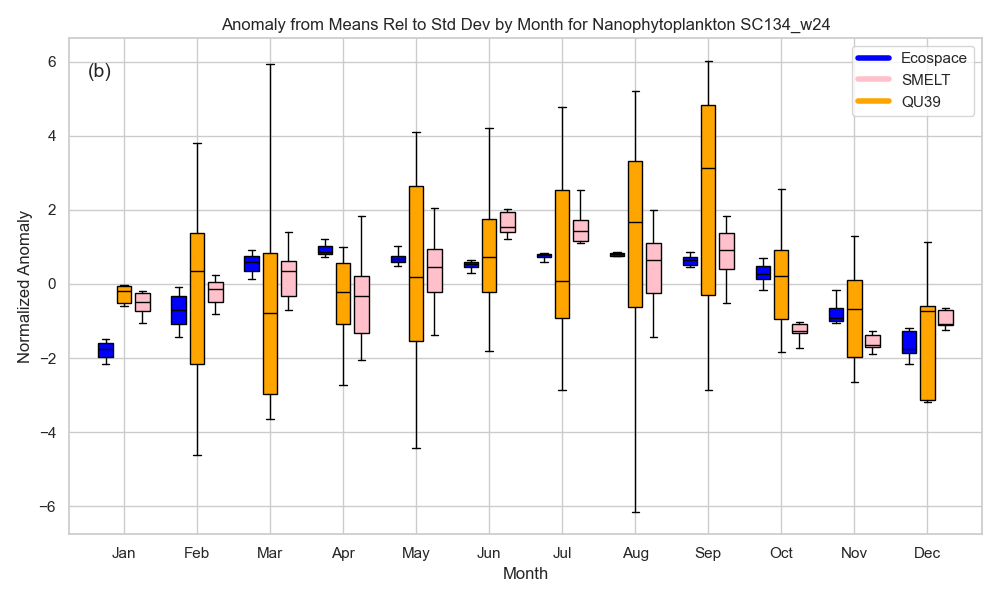 Anomaly from Means Rel to Std Dev by Month for Nanophytoplankton SC134_w24
(b)
Ecospace
SMELT
QU39
6
4
2
0
−2
−4
−6
Normalized Anomaly
Jan Feb Mar Apr May Jun Jul Aug Sep Oct Nov Dec
Month